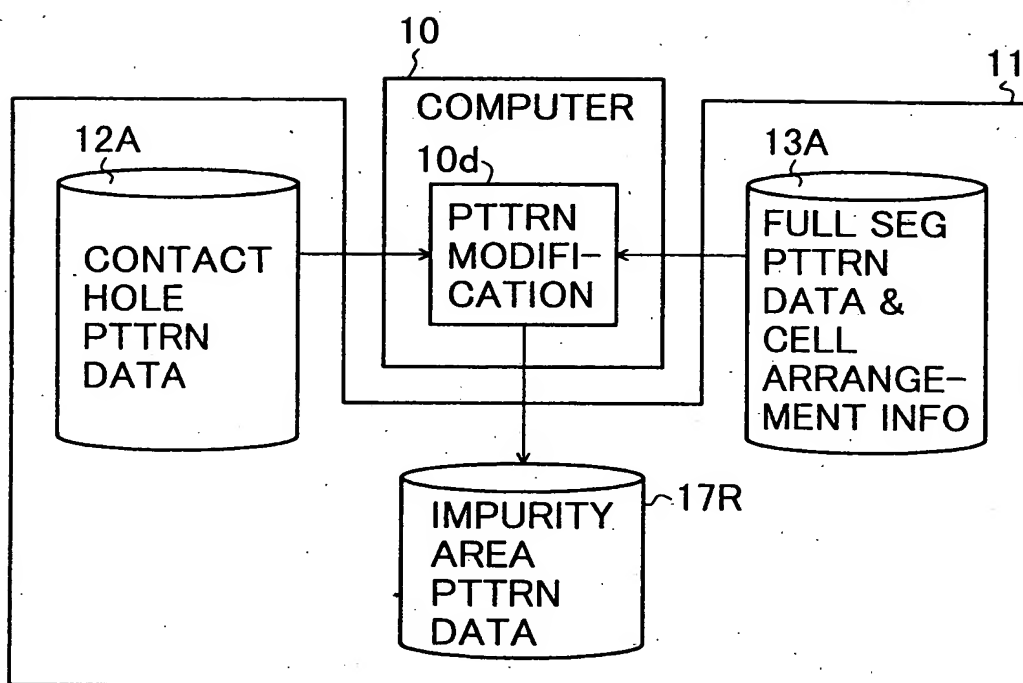 10
11
COMPUTER
12A
10d
13A
PTTRN
MODIFI-
CATION
CONTACT
HOLE
PTTRN
DATA
FULL SEG
PTTRN
DATA &
CELL
ARRANGE-
MENT INFO
17R
IMPURITY
AREA
PTTRN
DATA